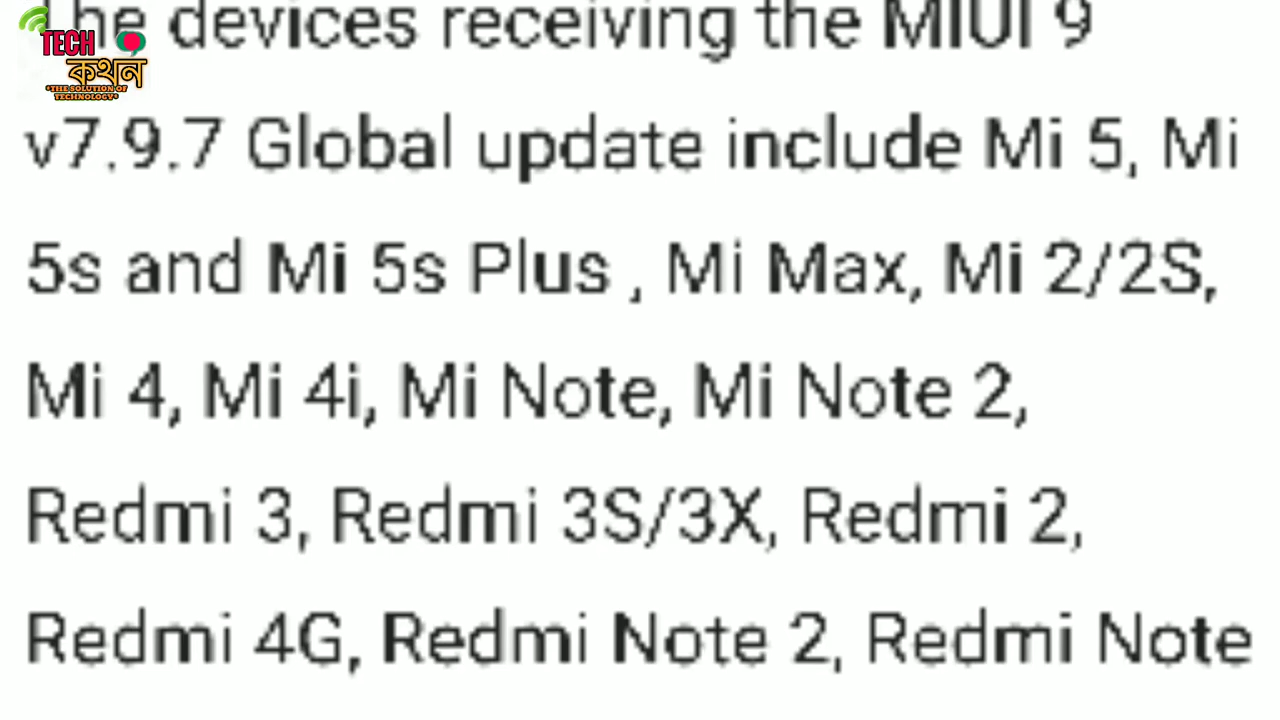 The devices receiving the MIUI 9
TECH
কথন
"THE SOLUTION OF
TECHNOLOGY"
v7.9.7 Global update include Mi 5, Mi
5s and Mi 5s Plus , Mi Max, Mi 2/2S,
Mi 4, Mi 4i, Mi Note, Mi Note 2,
Redmi 3, Redmi 3S/3X, Redmi 2,
Redmi 4G, Redmi Note 2, Redmi Note